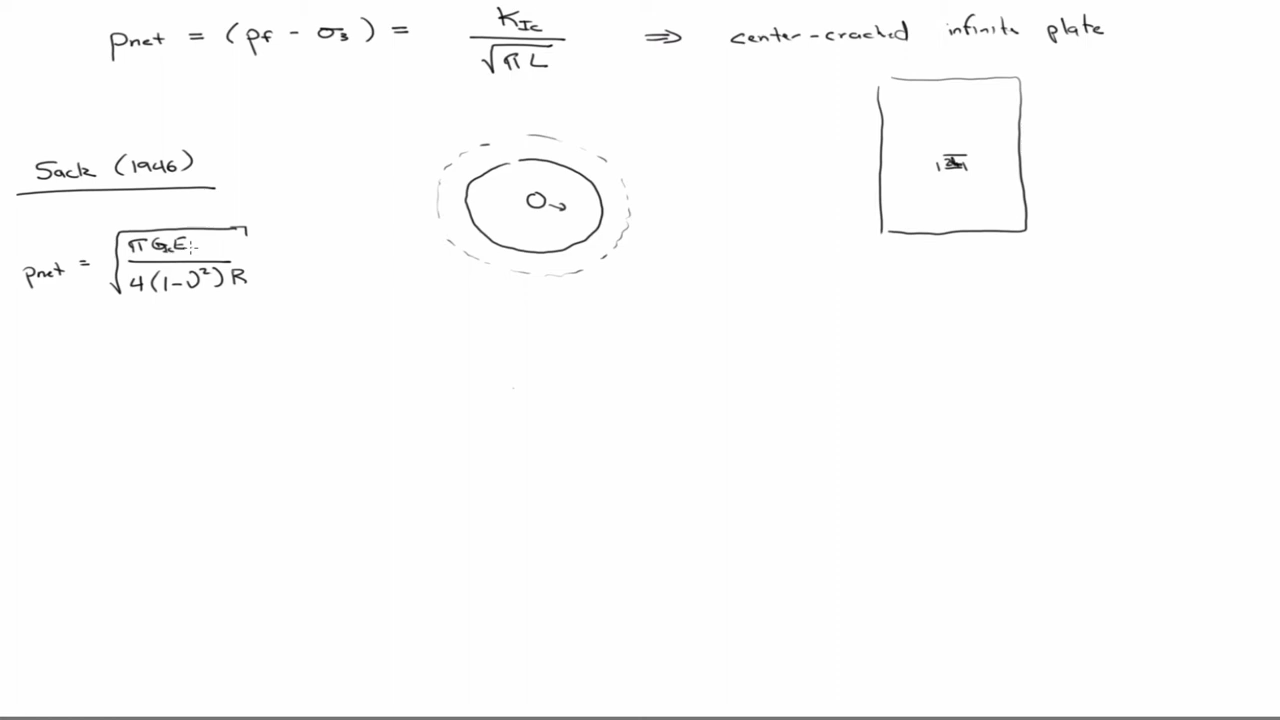 pnet = (pf - σ3) = KIc / √πL ⇒ center-cracked infinite plate
Sack (1946)
pnet = √(πGcE / 4(1-ν²)R)